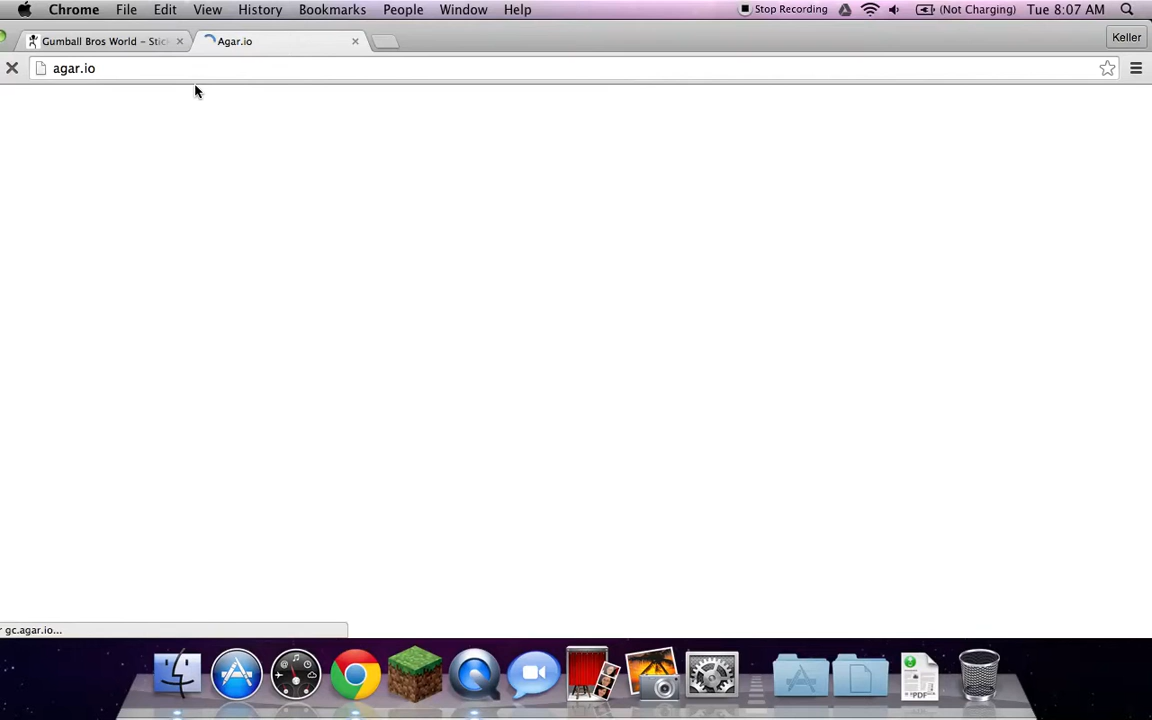 Chrome File Edit View History Bookmarks People Window Help Stop Recording (Not Charging) Tue 8:07 AM
Gumball Bros World – Stic Agar.io Keller
agar.io
r gc.agar.io...
PDF